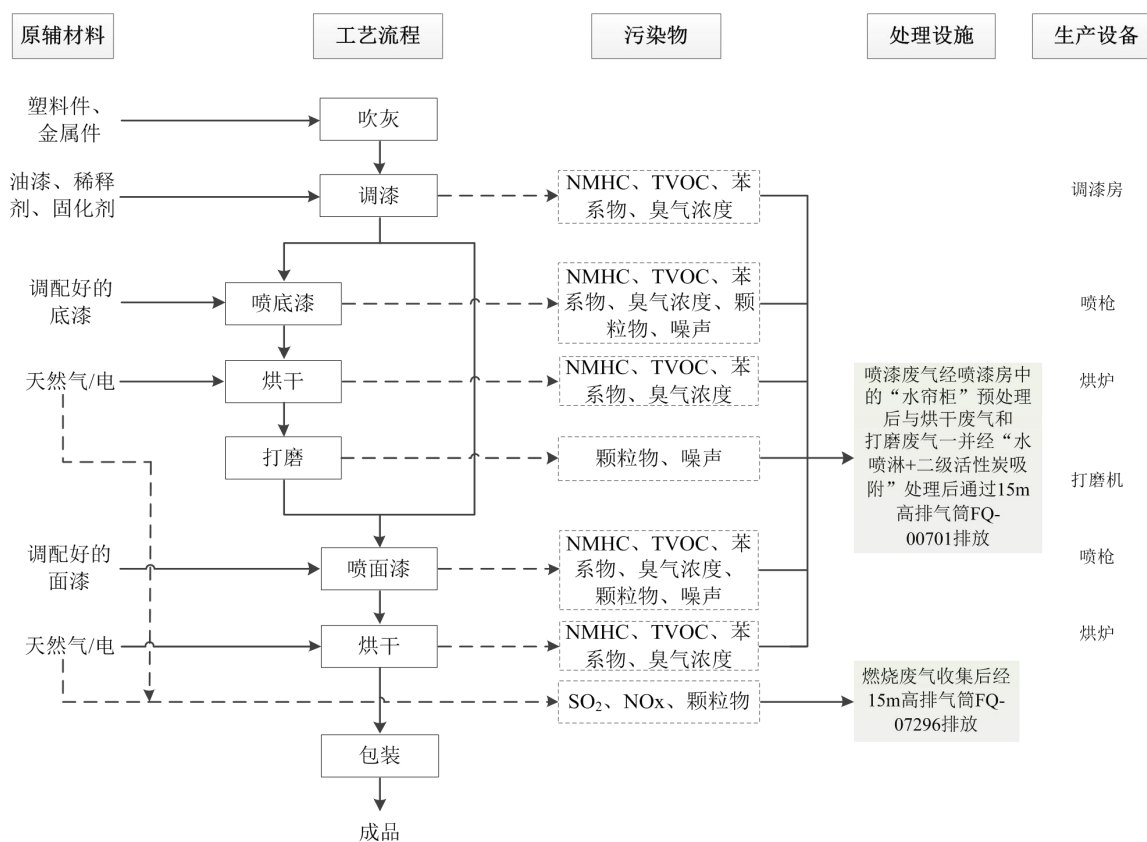 原辅材料
工艺流程
污染物
处理设施
生产设备
塑料件、
金属件
吹灰
油漆、稀释
剂、固化剂
调漆
NMHC、TVOC、苯
系物、臭气浓度
调漆房
调配好的
底漆
喷底漆
NMHC、TVOC、苯
系物、臭气浓度、颗
粒物、噪声
喷枪
天然气/电
烘干
NMHC、TVOC、苯
系物、臭气浓度
烘炉
喷漆废气经喷漆房中
的“水帘柜”预处理
后与烘干废气和
打磨废气一并经“水
喷淋+二级活性炭吸
附”处理后通过15m
高排气筒FQ-
00701排放
打磨
颗粒物、噪声
打磨机
调配好的
面漆
喷面漆
NMHC、TVOC、苯
系物、臭气浓度、
颗粒物、噪声
喷枪
天然气/电
烘干
NMHC、TVOC、苯
系物、臭气浓度
烘炉
SO₂、NOx、颗粒物
燃烧废气收集后经
15m高排气筒FQ-
07296排放
包装
成品